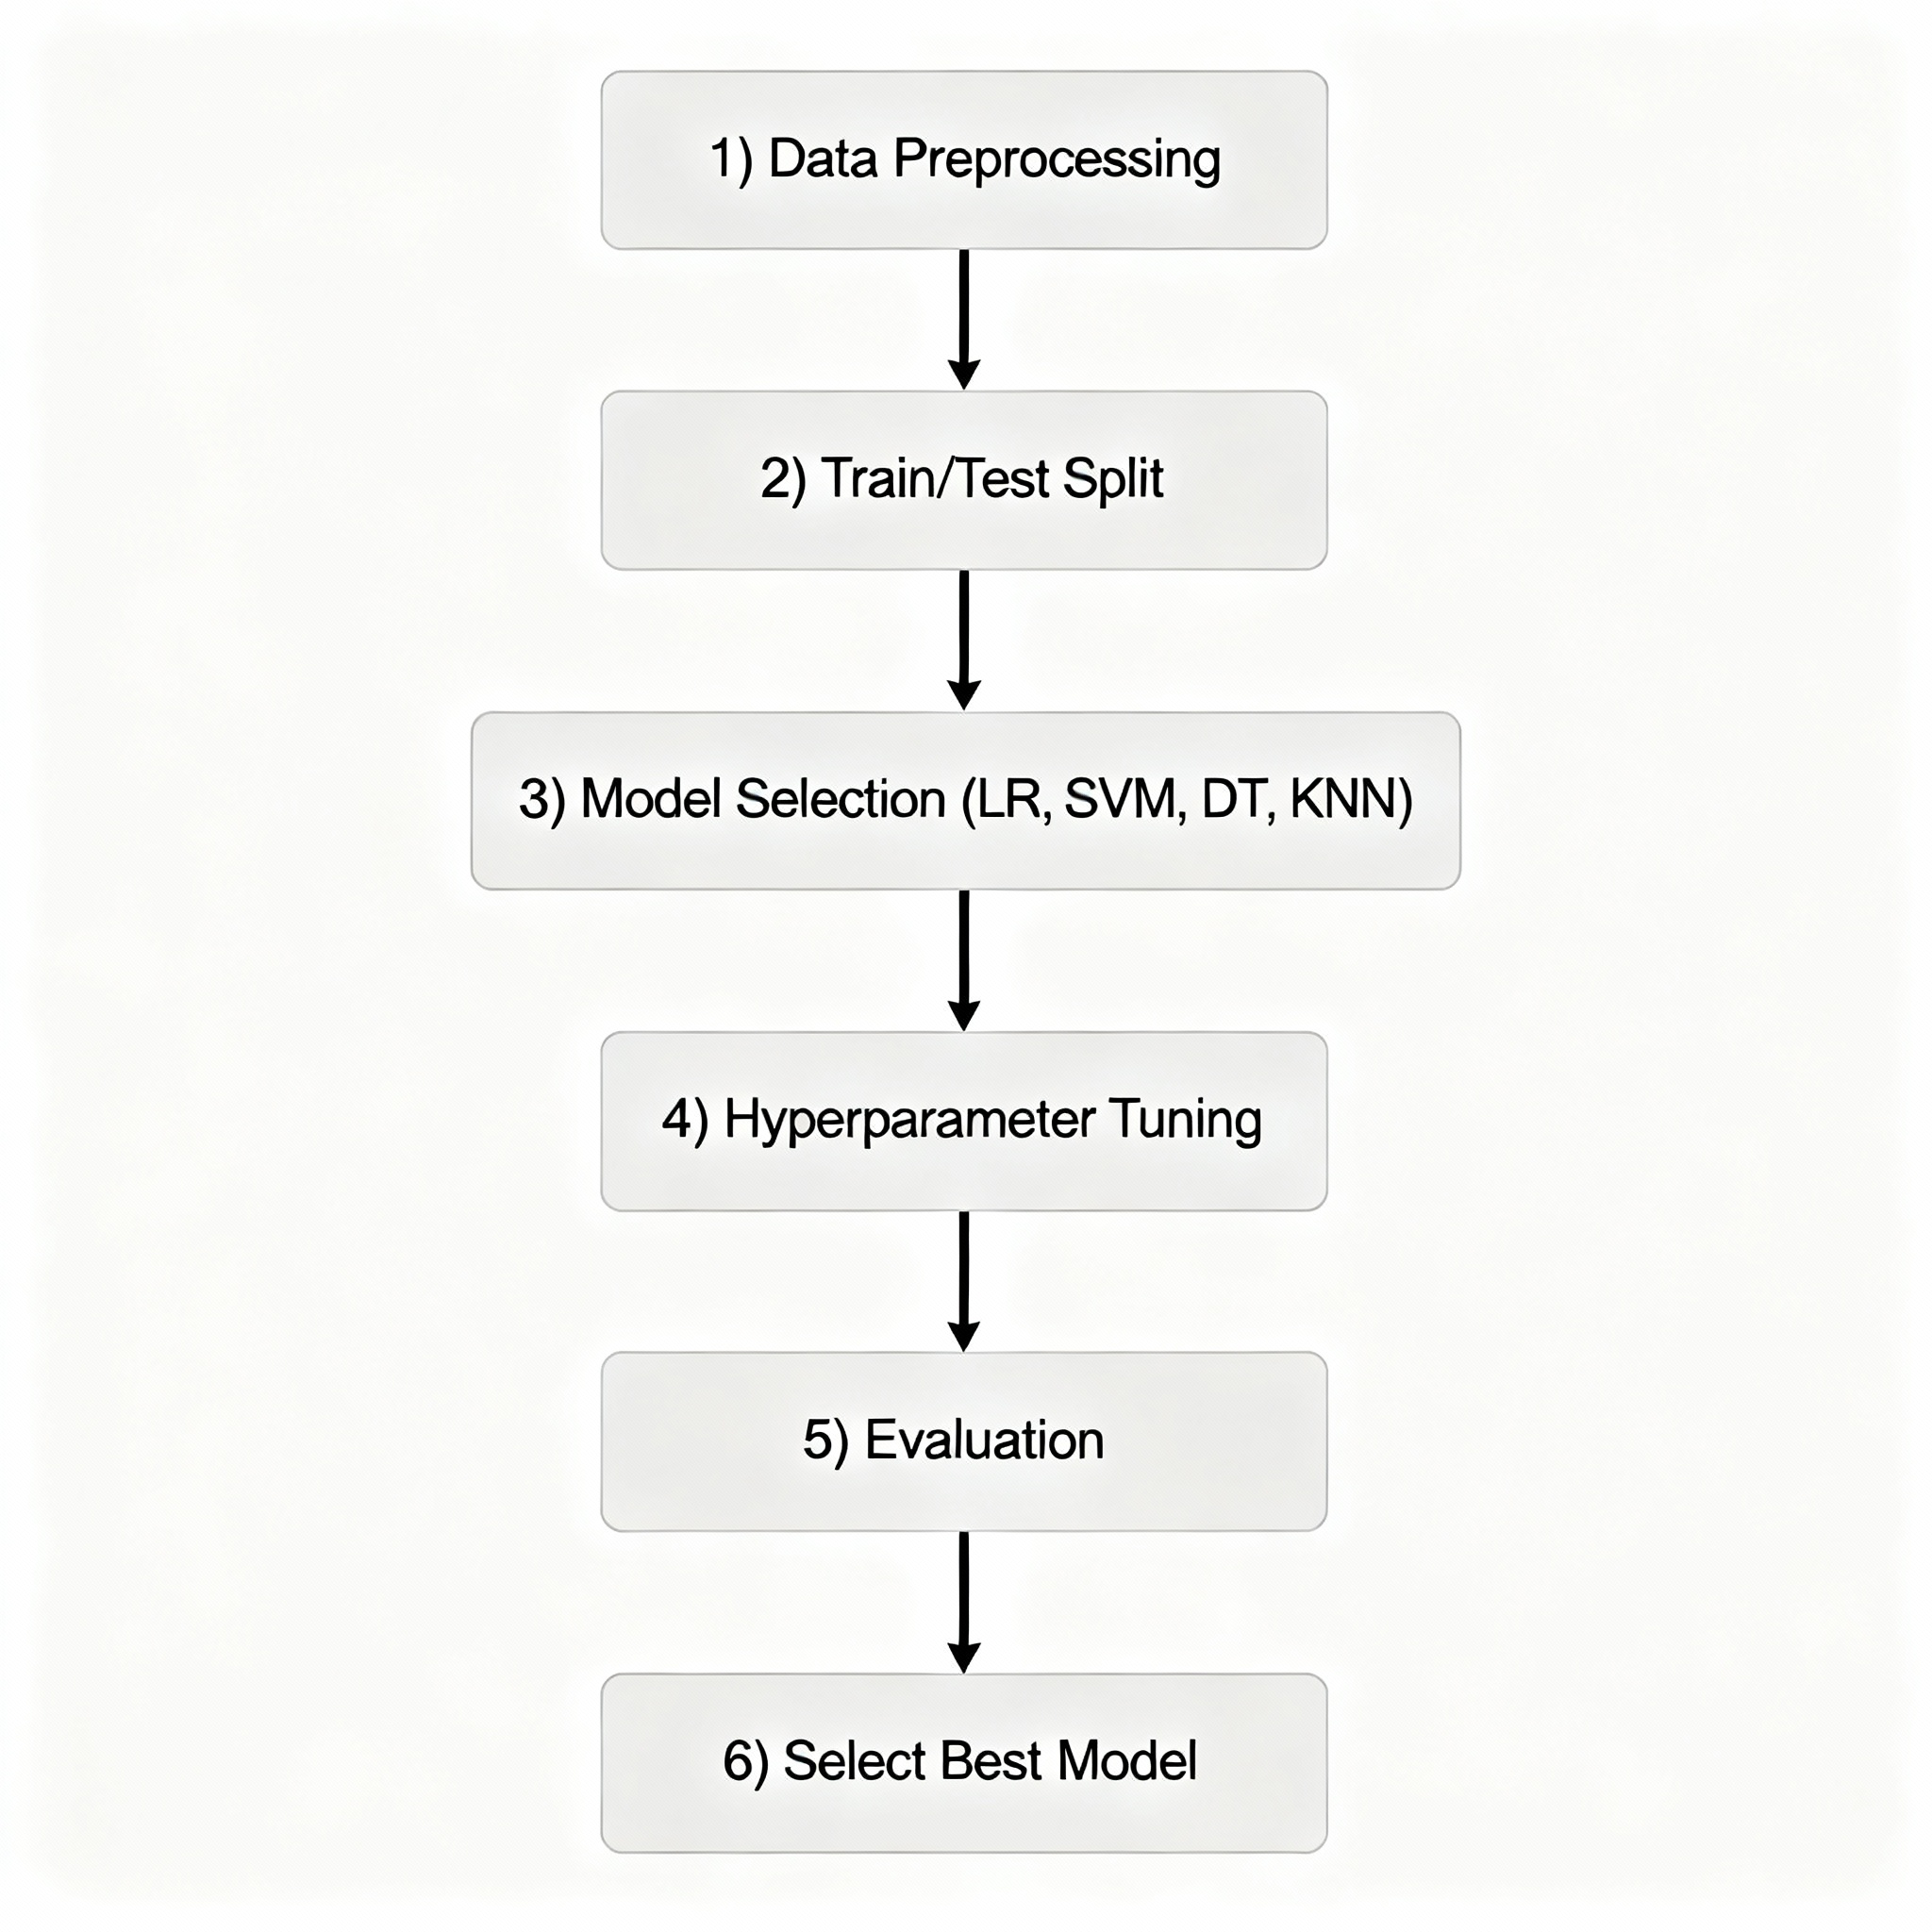 1) Data Preprocessing
2) Train/Test Split
3) Model Selection (LR, SVM, DT, KNN)
4) Hyperparameter Tuning
5) Evaluation
6) Select Best Model